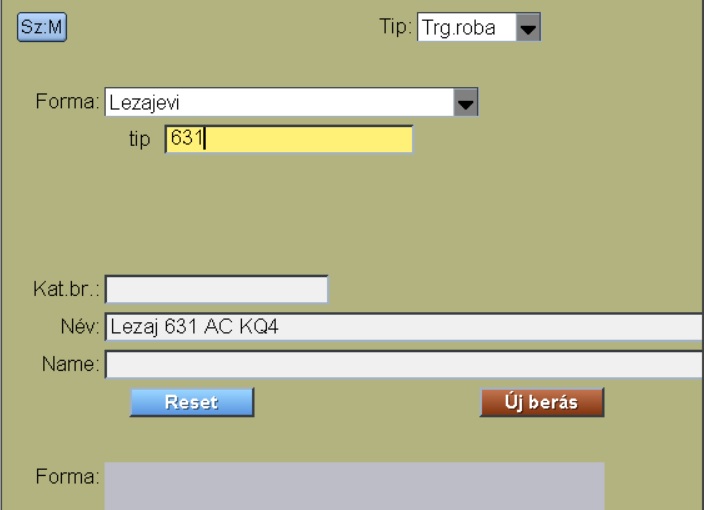 Sz:M Tip: Trg.roba
Forma: Lezajevi
tip 631
Kat.br.:
Név: Lezaj 631 AC KQ4
Name:
Reset Új berás
Forma: